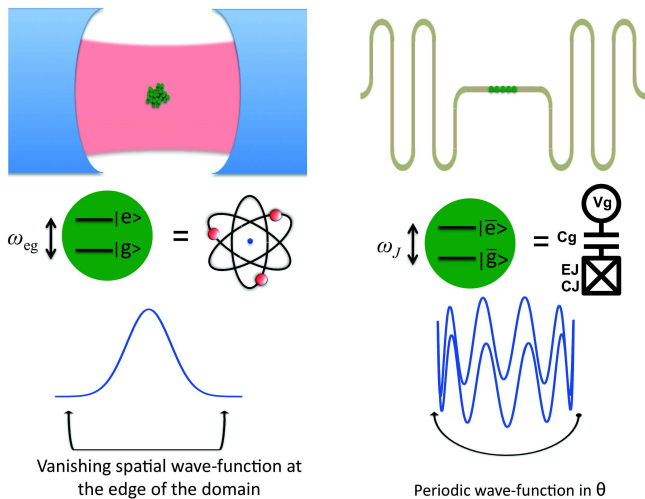 ω_eg
|e>
|g>
=
Vanishing spatial wave-function at
the edge of the domain
ω_J
|e̅>
|g̅>
=
Vg
Cg
EJ
CJ
Periodic wave-function in θ